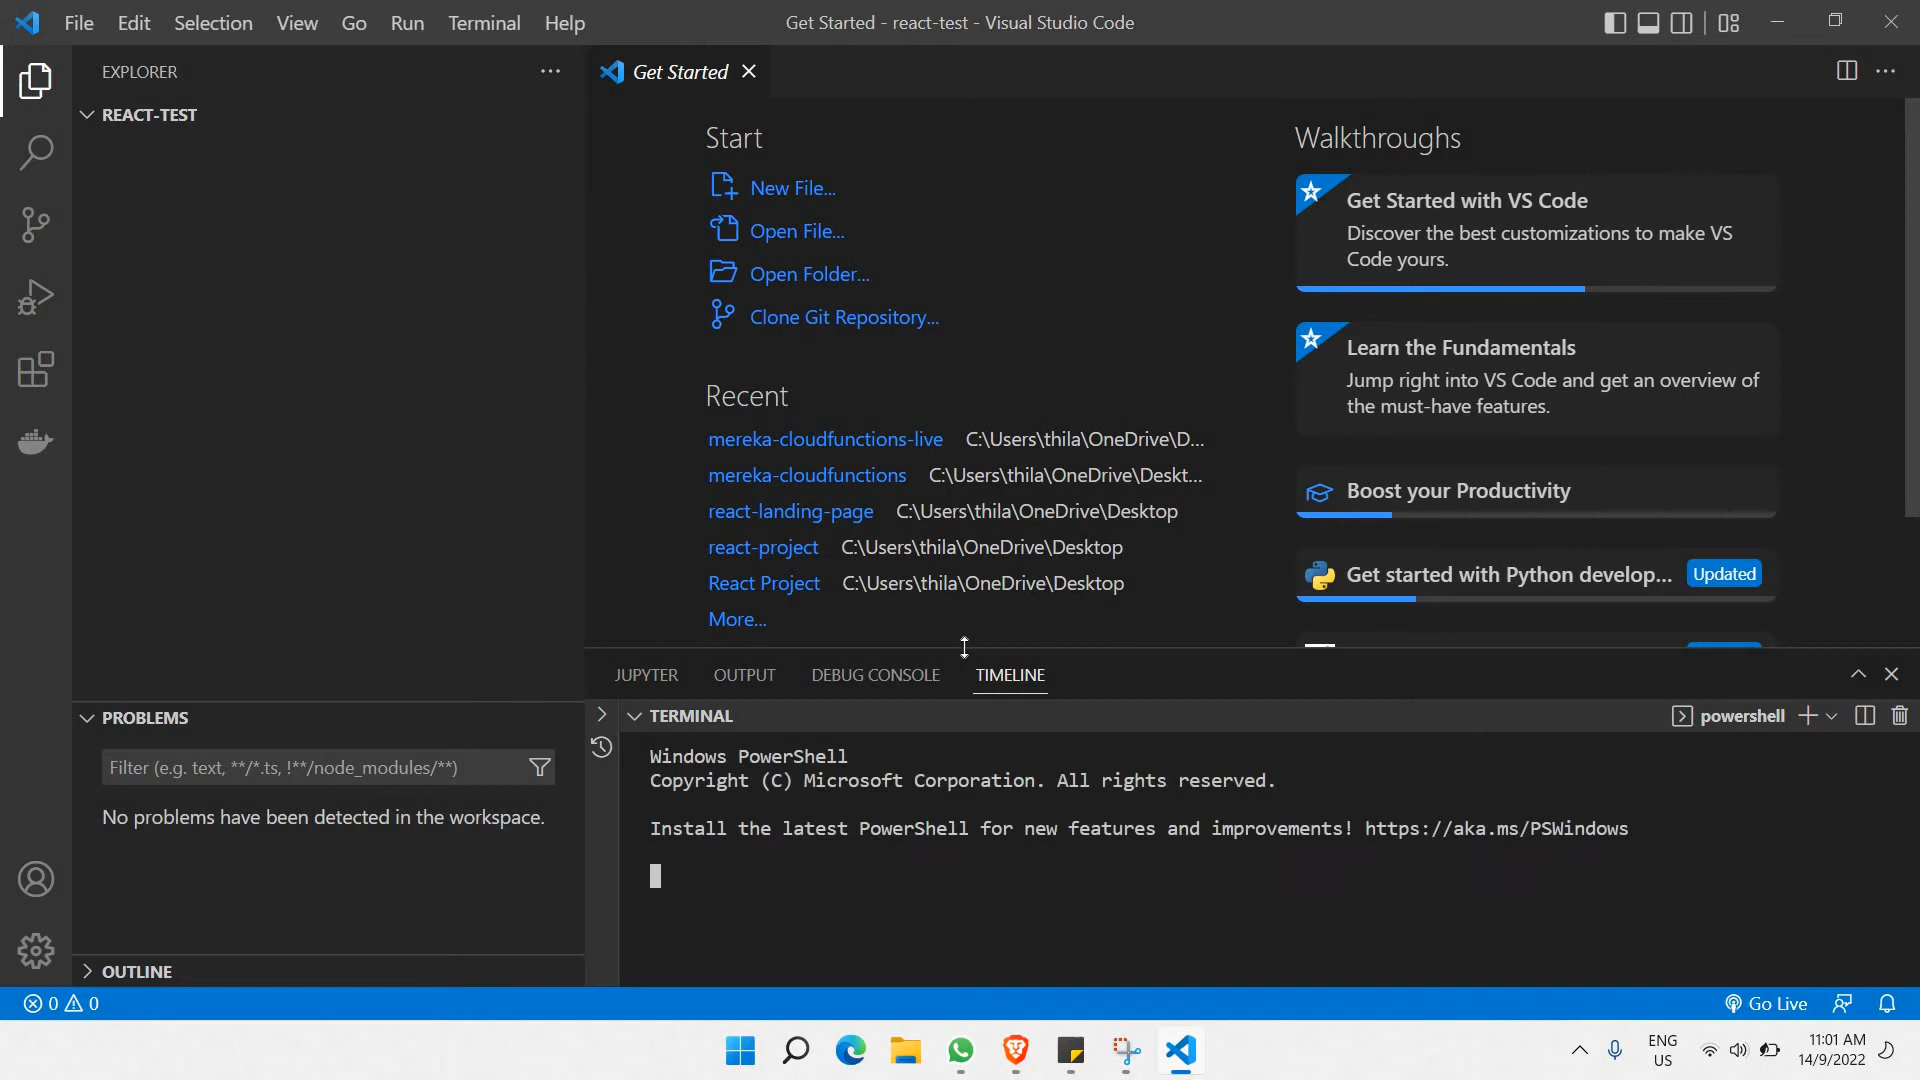 File Edit Selection View Go Run Terminal Help
Get Started - react-test - Visual Studio Code
EXPLORER
REACT-TEST
Get Started
Start
New File...
Open File...
Open Folder...
Clone Git Repository...
Recent
mereka-cloudfunctions-live C:\Users\thila\OneDrive\D...
mereka-cloudfunctions C:\Users\thila\OneDrive\Deskt...
react-landing-page C:\Users\thila\OneDrive\Desktop
react-project C:\Users\thila\OneDrive\Desktop
React Project C:\Users\thila\OneDrive\Desktop
More...
Walkthroughs
Get Started with VS Code
Discover the best customizations to make VS
Code yours.
Learn the Fundamentals
Jump right into VS Code and get an overview of
the must-have features.
Boost your Productivity
Get started with Python develop... Updated
PROBLEMS
Filter (e.g. text, **/*.ts, !**/node_modules/**)
No problems have been detected in the workspace.
OUTLINE
JUPYTER OUTPUT DEBUG CONSOLE TIMELINE
TERMINAL
powershell
Windows PowerShell
Copyright (C) Microsoft Corporation. All rights reserved.
Install the latest PowerShell for new features and improvements! https://aka.ms/PSWindows
0 0
Go Live
ENG
US
11:01 AM
14/9/2022